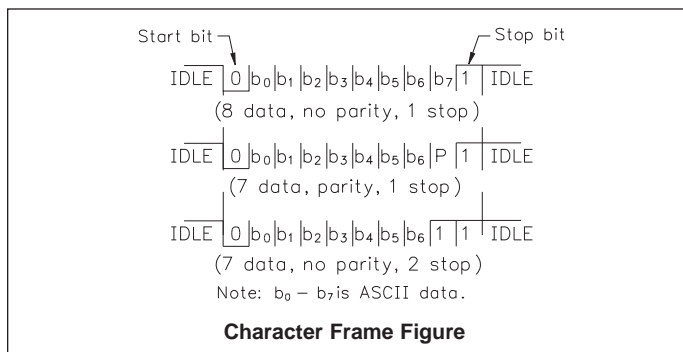 Start bit Stop bit
IDLE 0 b₀ b₁ b₂ b₃ b₄ b₅ b₆ b₇ 1 IDLE
(8 data, no parity, 1 stop)
IDLE 0 b₀ b₁ b₂ b₃ b₄ b₅ b₆ P 1 IDLE
(7 data, parity, 1 stop)
IDLE 0 b₀ b₁ b₂ b₃ b₄ b₅ b₆ 1 1 IDLE
(7 data, no parity, 2 stop)
Note: b₀ – b₇ is ASCII data.
Character Frame Figure